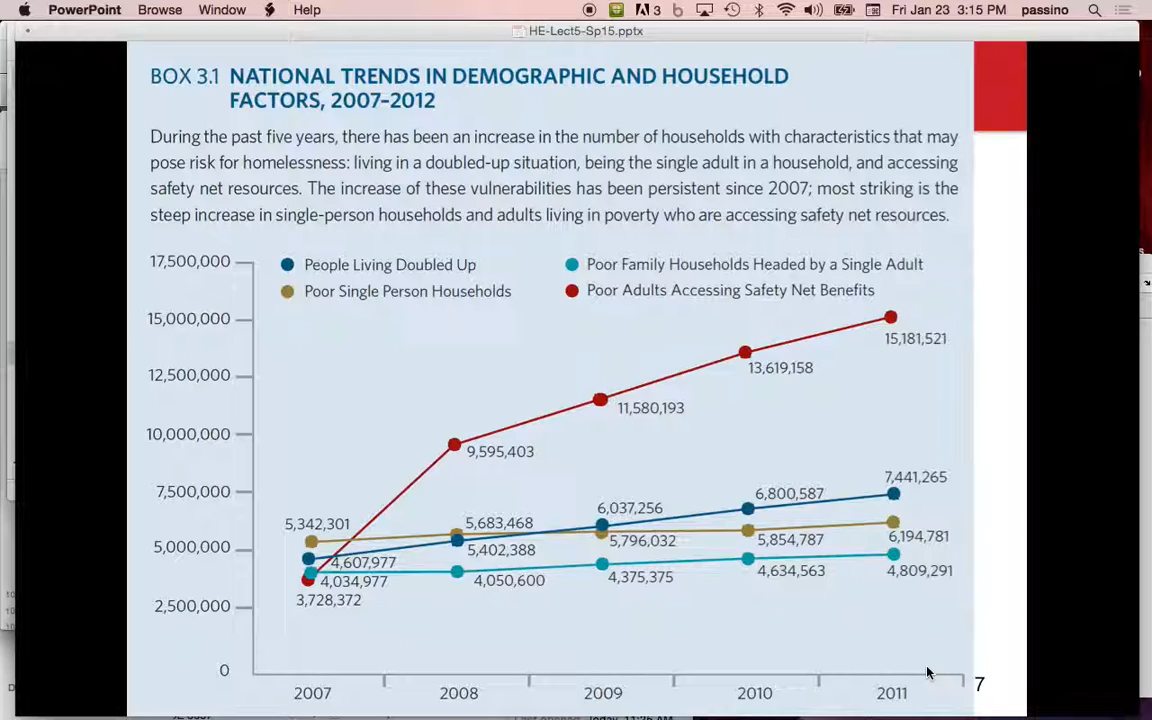 PowerPoint Browse Window Help 3 Fri Jan 23 3:15 PM passino
HE-Lect5-Sp15.pptx
BOX 3.1 NATIONAL TRENDS IN DEMOGRAPHIC AND HOUSEHOLD
FACTORS, 2007–2012
During the past five years, there has been an increase in the number of households with characteristics that may
pose risk for homelessness: living in a doubled-up situation, being the single adult in a household, and accessing
safety net resources. The increase of these vulnerabilities has been persistent since 2007; most striking is the
steep increase in single-person households and adults living in poverty who are accessing safety net resources.
17,500,000
People Living Doubled Up
Poor Family Households Headed by a Single Adult
Poor Single Person Households
Poor Adults Accessing Safety Net Benefits
15,000,000
15,181,521
12,500,000
13,619,158
11,580,193
10,000,000
9,595,403
7,500,000
7,441,265
6,800,587
6,037,256
5,342,301
5,683,468
6,194,781
5,000,000
5,402,388
5,796,032
5,854,787
4,607,977
4,034,977
4,050,600
4,375,375
4,634,563
4,809,291
3,728,372
2,500,000
0
2007 2008 2009 2010 2011
7